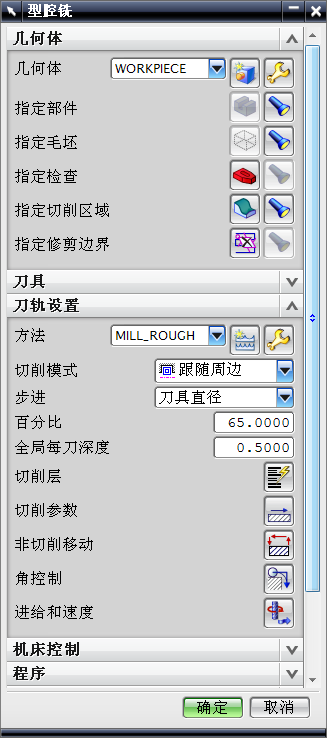 型腔铣
几何体
几何体 WORKPIECE
指定部件
指定毛坯
指定检查
指定切削区域
指定修剪边界
刀具
刀轨设置
方法 MILL_ROUGH
切削模式 跟随周边
步进 刀具直径
百分比 65.0000
全局每刀深度 0.5000
切削层
切削参数
非切削移动
角控制
进给和速度
机床控制
程序
确定 取消